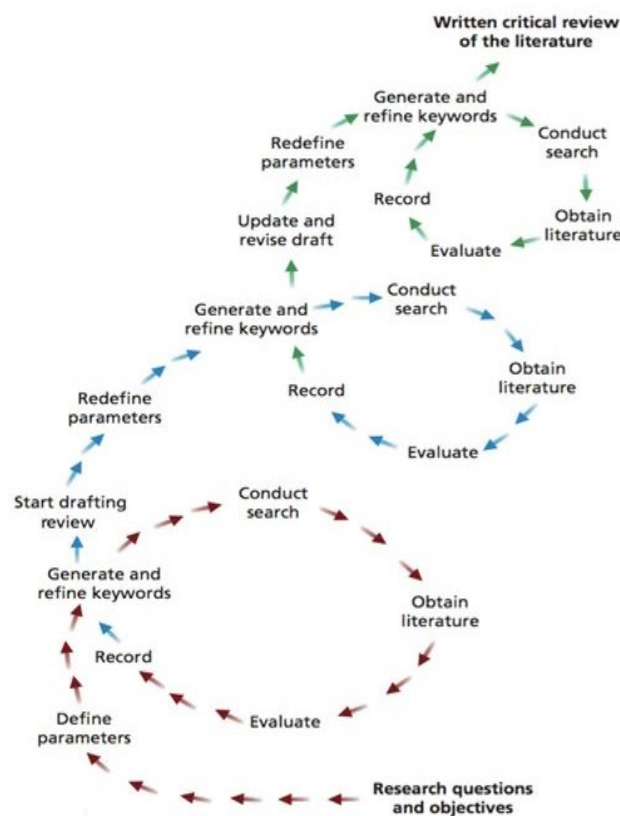 Written critical review
of the literature
Generate and
refine keywords
Conduct
search
Redefine
parameters
Record
Obtain
literature
Update and
revise draft
Evaluate
Conduct
search
Generate and
refine keywords
Obtain
literature
Record
Redefine
parameters
Evaluate
Conduct
search
Start drafting
review
Generate and
refine keywords
Obtain
literature
Record
Define
parameters
Evaluate
Research questions
and objectives